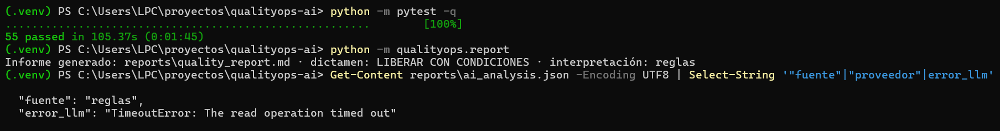 (.venv) PS C:\Users\LPC\proyectos\qualityops-ai> python -m pytest -q
....................................................... [100%]
55 passed in 105.37s (0:01:45)
(.venv) PS C:\Users\LPC\proyectos\qualityops-ai> python -m qualityops.report
Informe generado: reports\quality_report.md · dictamen: LIBERAR CON CONDICIONES · interpretación: reglas
(.venv) PS C:\Users\LPC\proyectos\qualityops-ai> Get-Content reports\ai_analysis.json -Encoding UTF8 | Select-String '"fuente"|"proveedor"|error_llm'
"fuente": "reglas",
"error_llm": "TimeoutError: The read operation timed out"